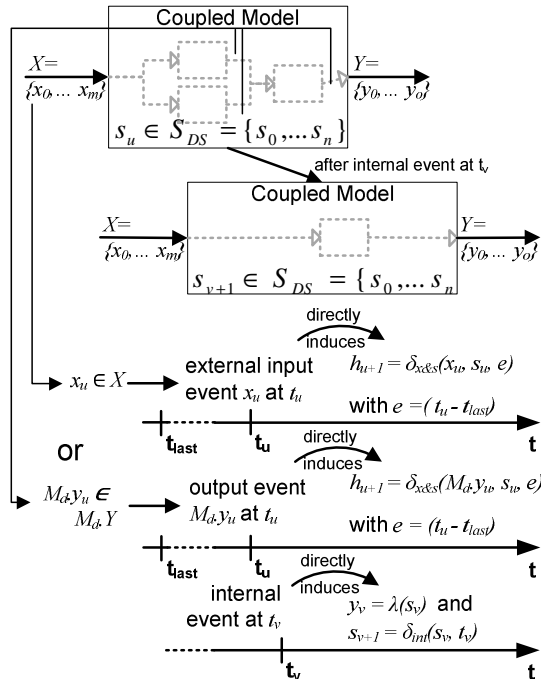 Coupled Model
X=
{x0,... xm}
Y=
{y0,... yo}
su ∈ SDS = {s0,...sn}
after internal event at tv
Coupled Model
X=
{x0,... xm}
Y=
{y0,... yo}
sv+1 ∈ SDS = {s0,...sn
directly
induces
external input
xu ∈ X
event xu at tu
hu+1 = δx&s(xu, su, e)
with e = (tu - tlast)
tlast
tu
t
or
directly
induces
Md.yu ∈
Md.Y
output event
Md.yu at tu
hu+1 = δx&s(Md.yu, su, e)
with e = (tu - tlast)
tlast
tu
t
directly
induces
internal
event at tv
yv = λ(sv) and
sv+1 = δint(sv, tv)
tv
t